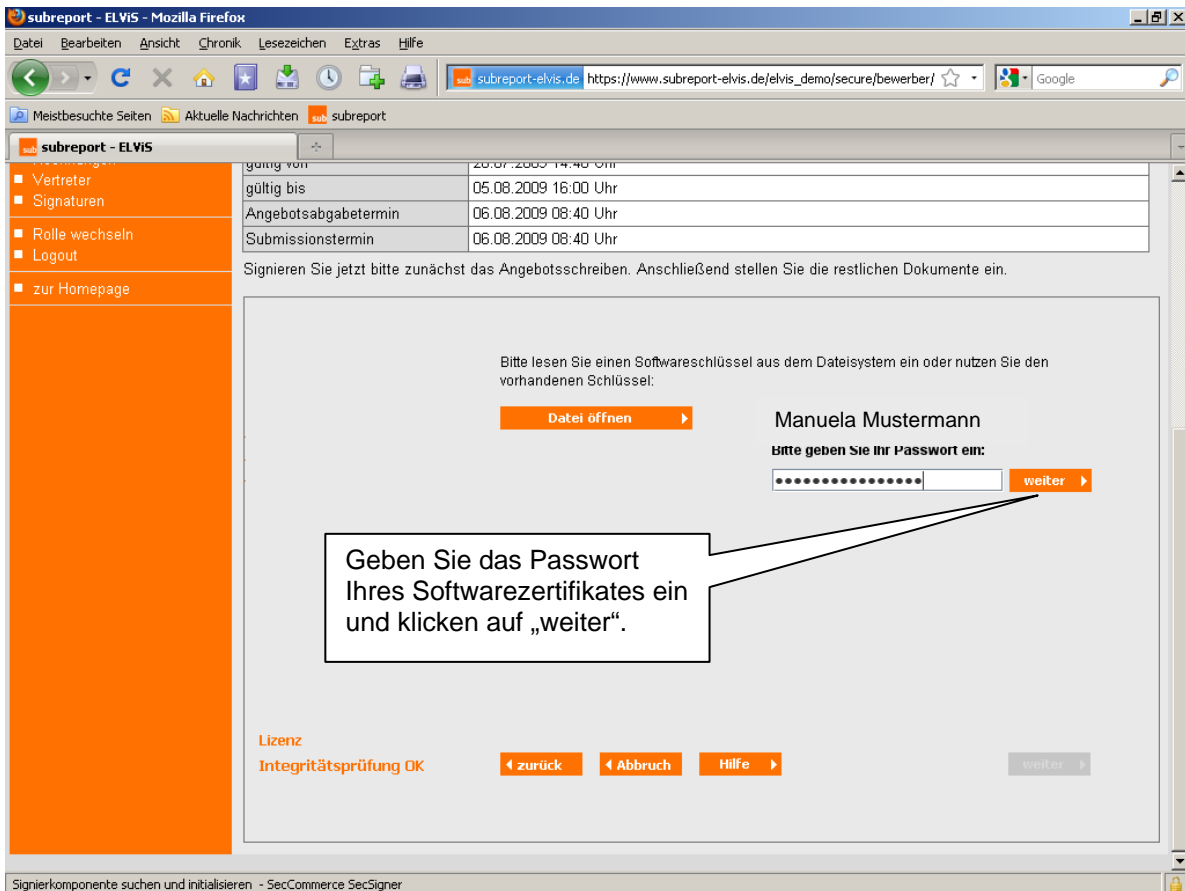 subreport - ELViS - Mozilla Firefox
Datei Bearbeiten Ansicht Chronik Lesezeichen Extras Hilfe
sub subreport-elvis.de https://www.subreport-elvis.de/elvis_demo/secure/bewerber/ Google
Meistbesuchte Seiten Aktuelle Nachrichten sub subreport
sub subreport - ELViS
gültig von
Vertreter
Signaturen
Rolle wechseln
Logout
zur Homepage
gültig bis 05.08.2009 16:00 Uhr
Angebotsabgabetermin 06.08.2009 08:40 Uhr
Submissionstermin 06.08.2009 08:40 Uhr
Signieren Sie jetzt bitte zunächst das Angebotsschreiben. Anschließend stellen Sie die restlichen Dokumente ein.
Bitte lesen Sie einen Softwareschlüssel aus dem Dateisystem ein oder nutzen Sie den
vorhandenen Schlüssel:
Datei öffnen
Manuela Mustermann
Bitte geben Sie Ihr Passwort ein:
••••••••••••••••
weiter
Geben Sie das Passwort
Ihres Softwarezertifikates ein
und klicken auf „weiter“.
Lizenz
Integritätsprüfung OK
zurück Abbruch Hilfe weiter
Signierkomponente suchen und initialisieren - SecCommerce SecSigner